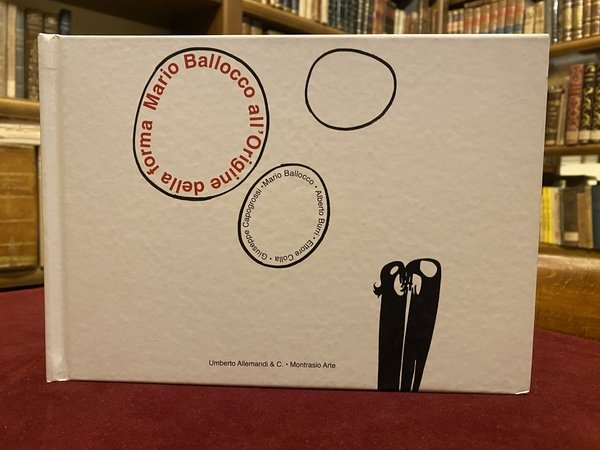 Mario Ballocco all'Origine della forma
Mario Ballocco • Alberto Burri • Ettore Colla • Giuseppe Capogrossi •
Umberto Allemandi & C. • Montrasio Arte